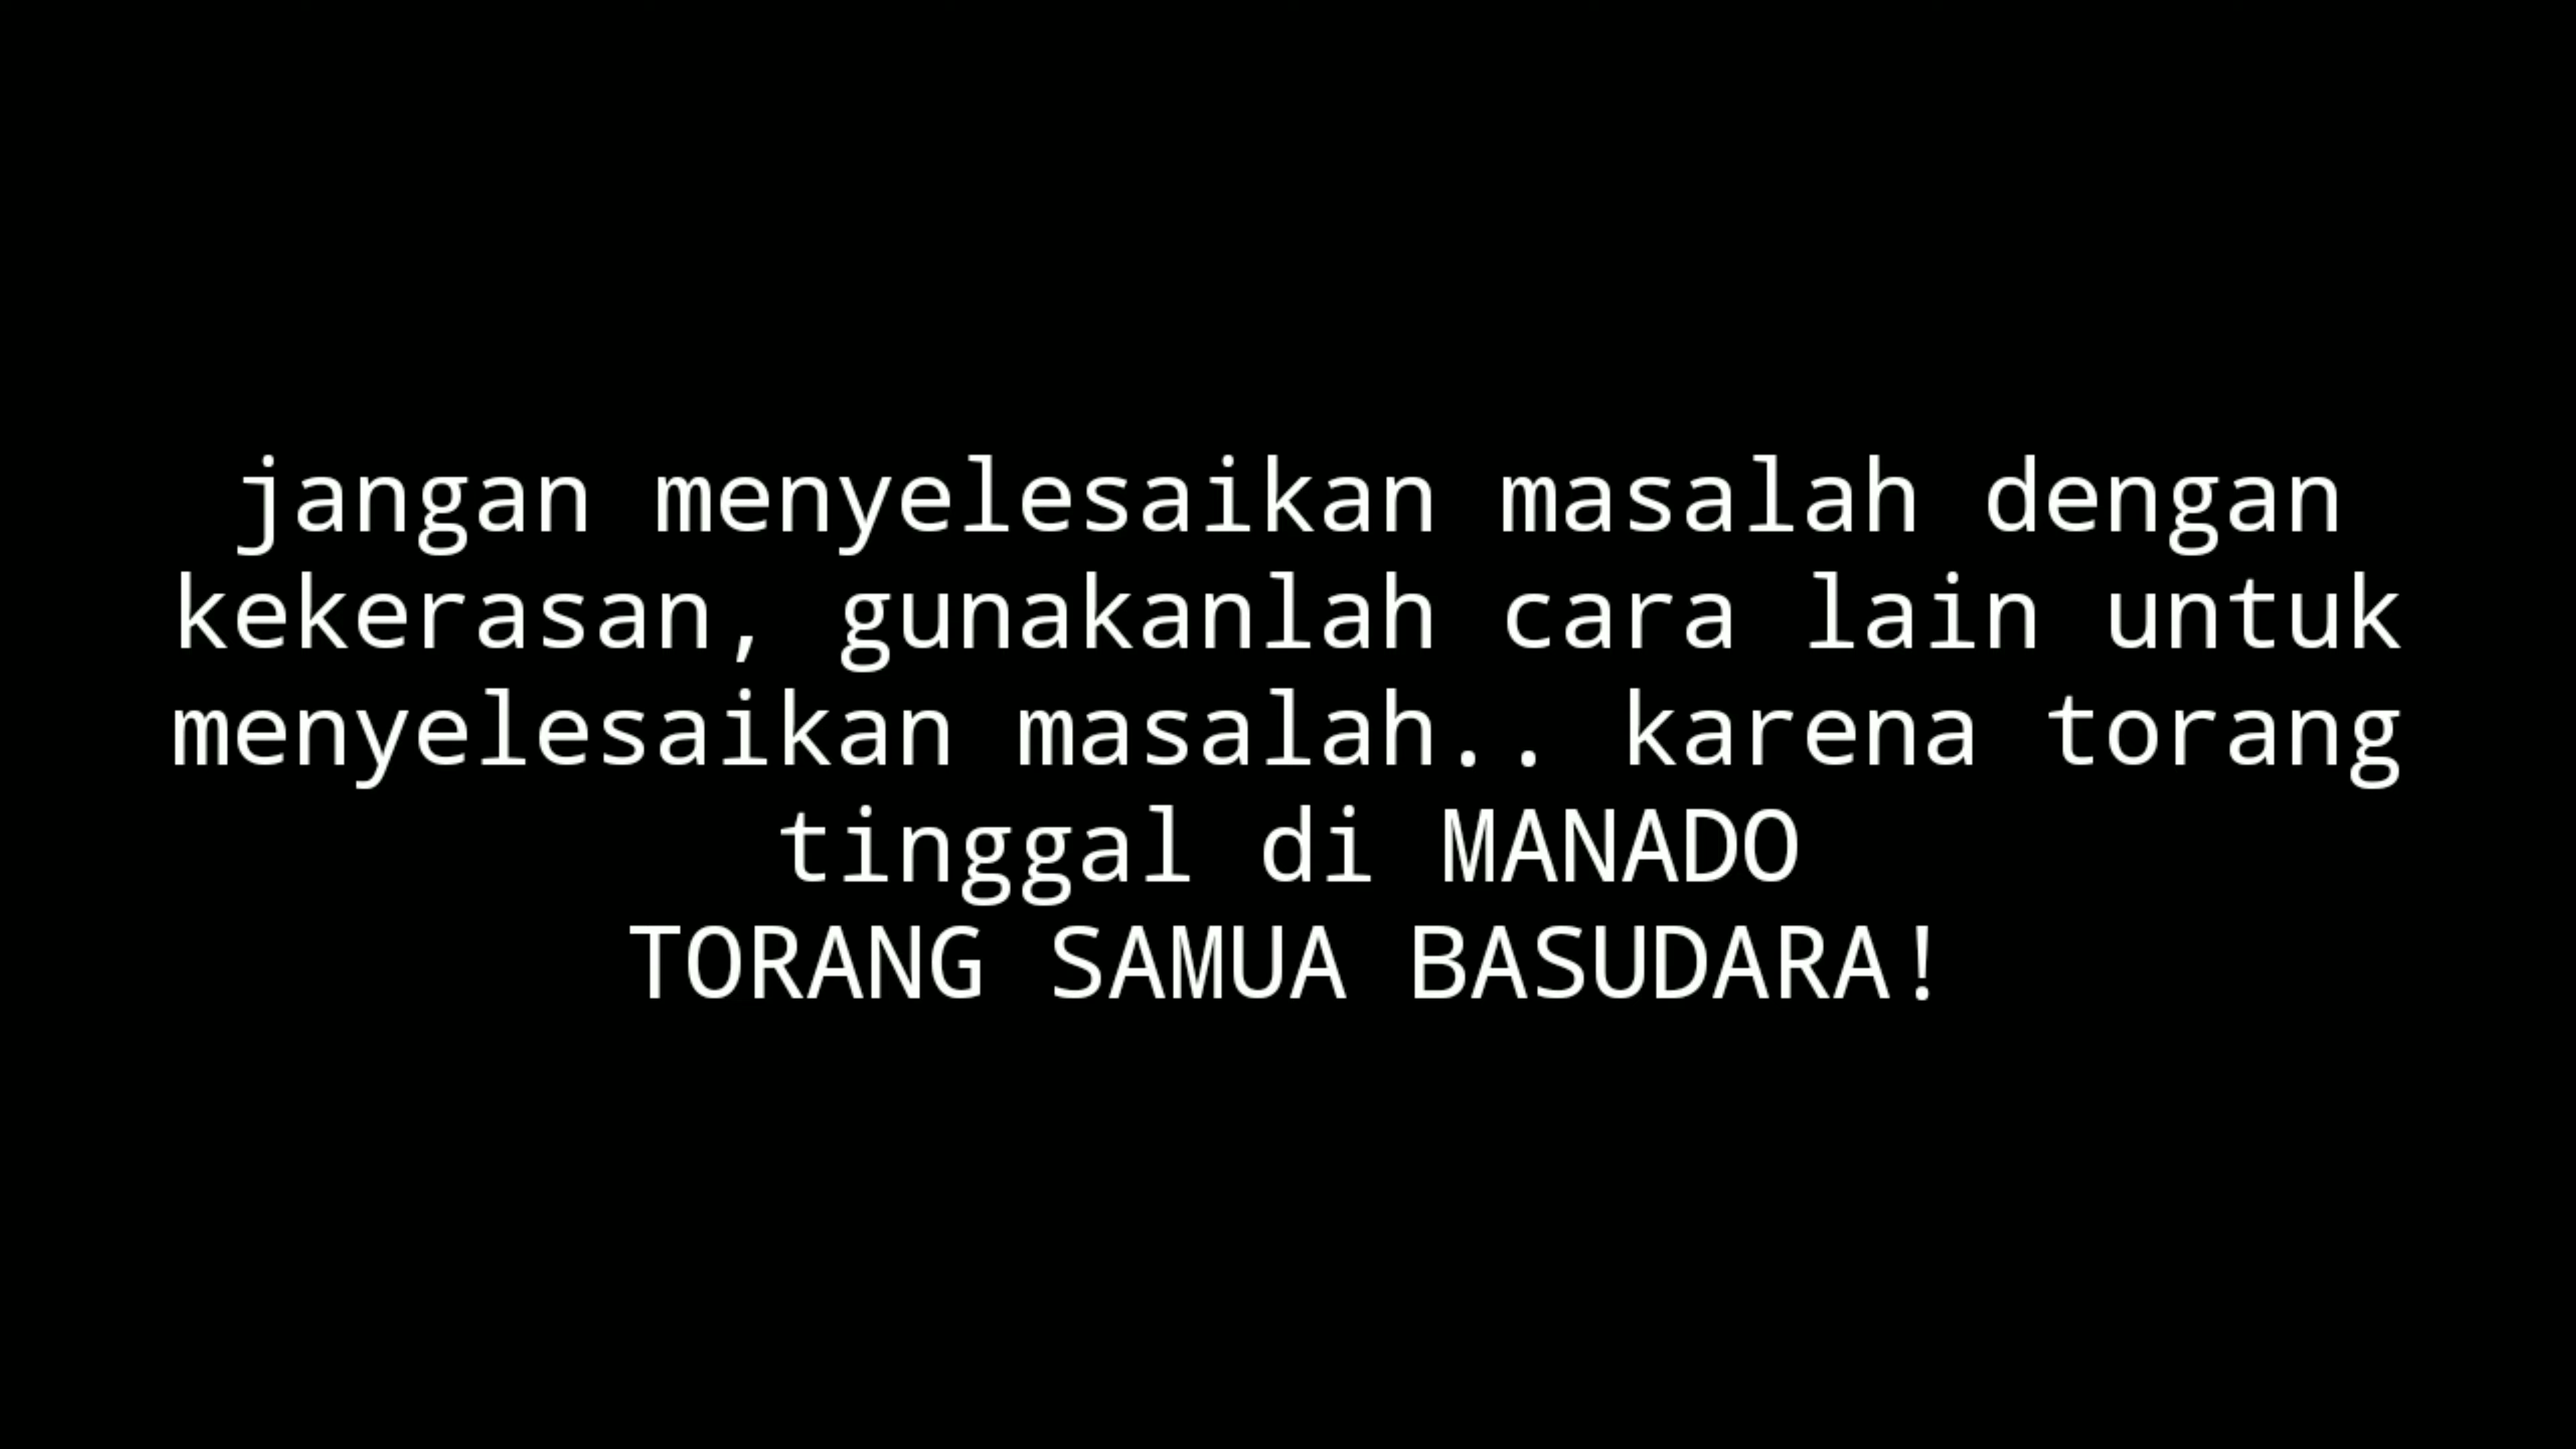 jangan menyelesaikan masalah dengan
kekerasan, gunakanlah cara lain untuk
menyelesaikan masalah.. karena torang
tinggal di MANADO
TORANG SAMUA BASUDARA!